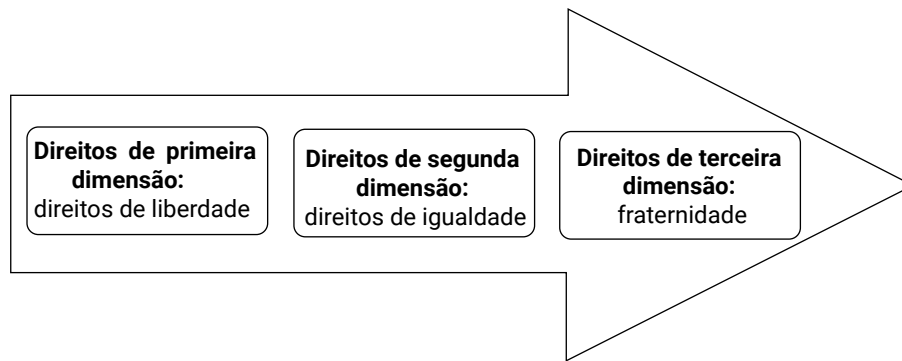 Direitos de primeira
dimensão:
direitos de liberdade
Direitos de segunda
dimensão:
direitos de igualdade
Direitos de terceira
dimensão:
fraternidade